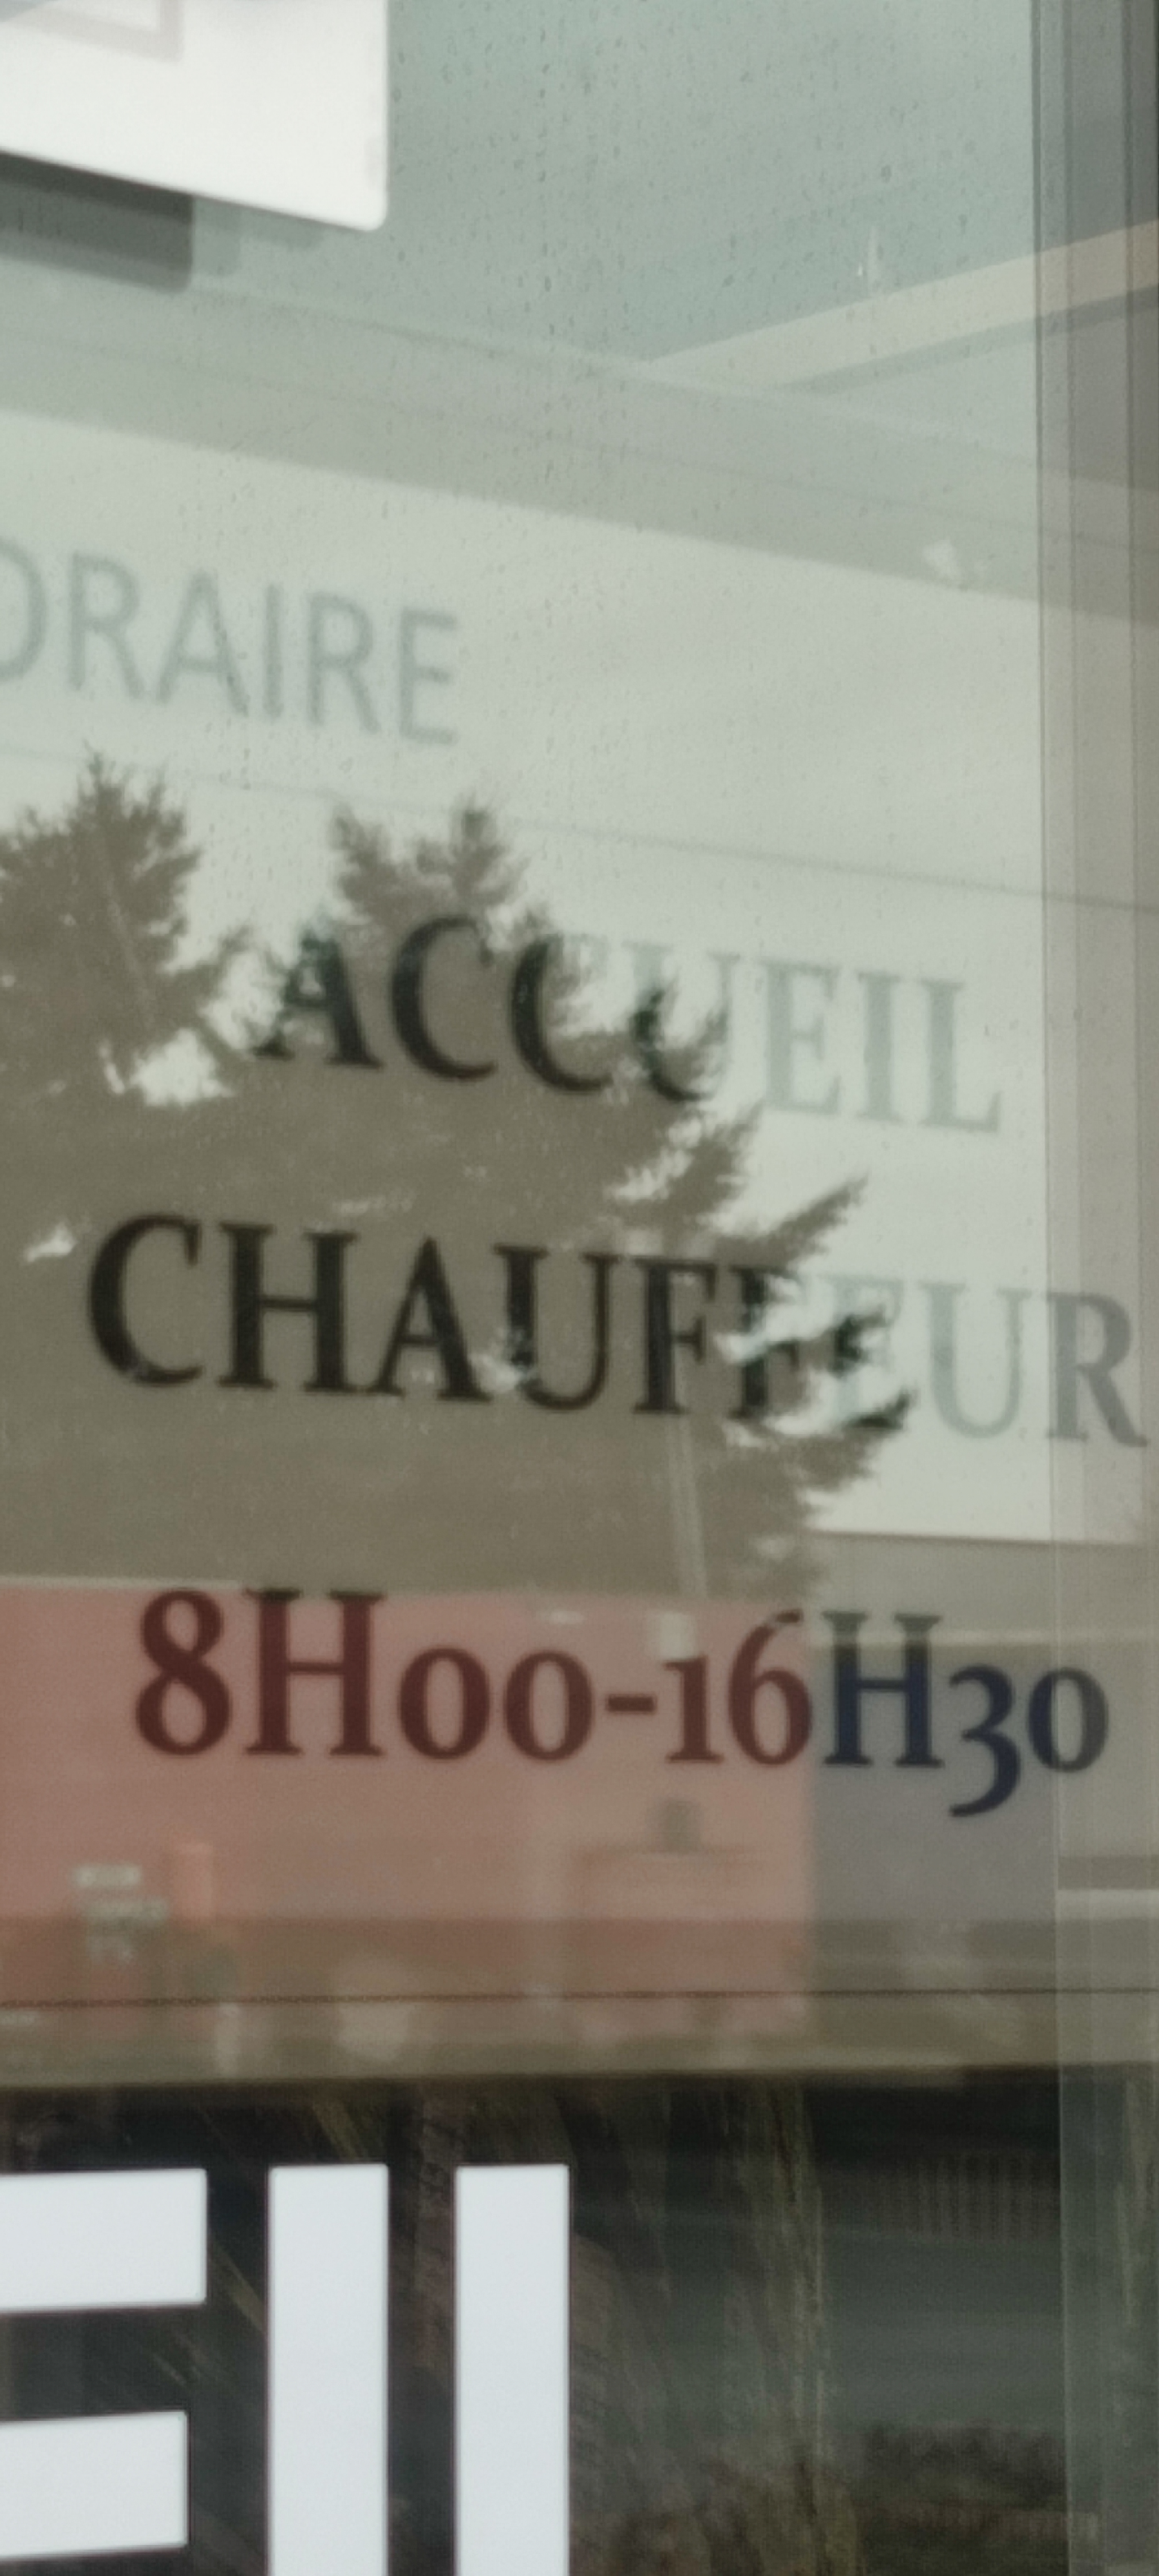 ORAIRE
ACCUEIL
CHAUFFEUR
8H00-16H30